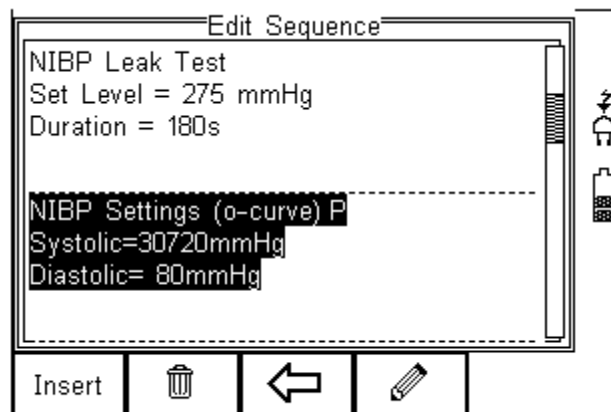 Edit Sequence
NIBP Leak Test
Set Level = 275 mmHg
Duration = 180s
NIBP Settings (o-curve) P
Systolic=30720mmHg
Diastolic= 80mmHg
Insert